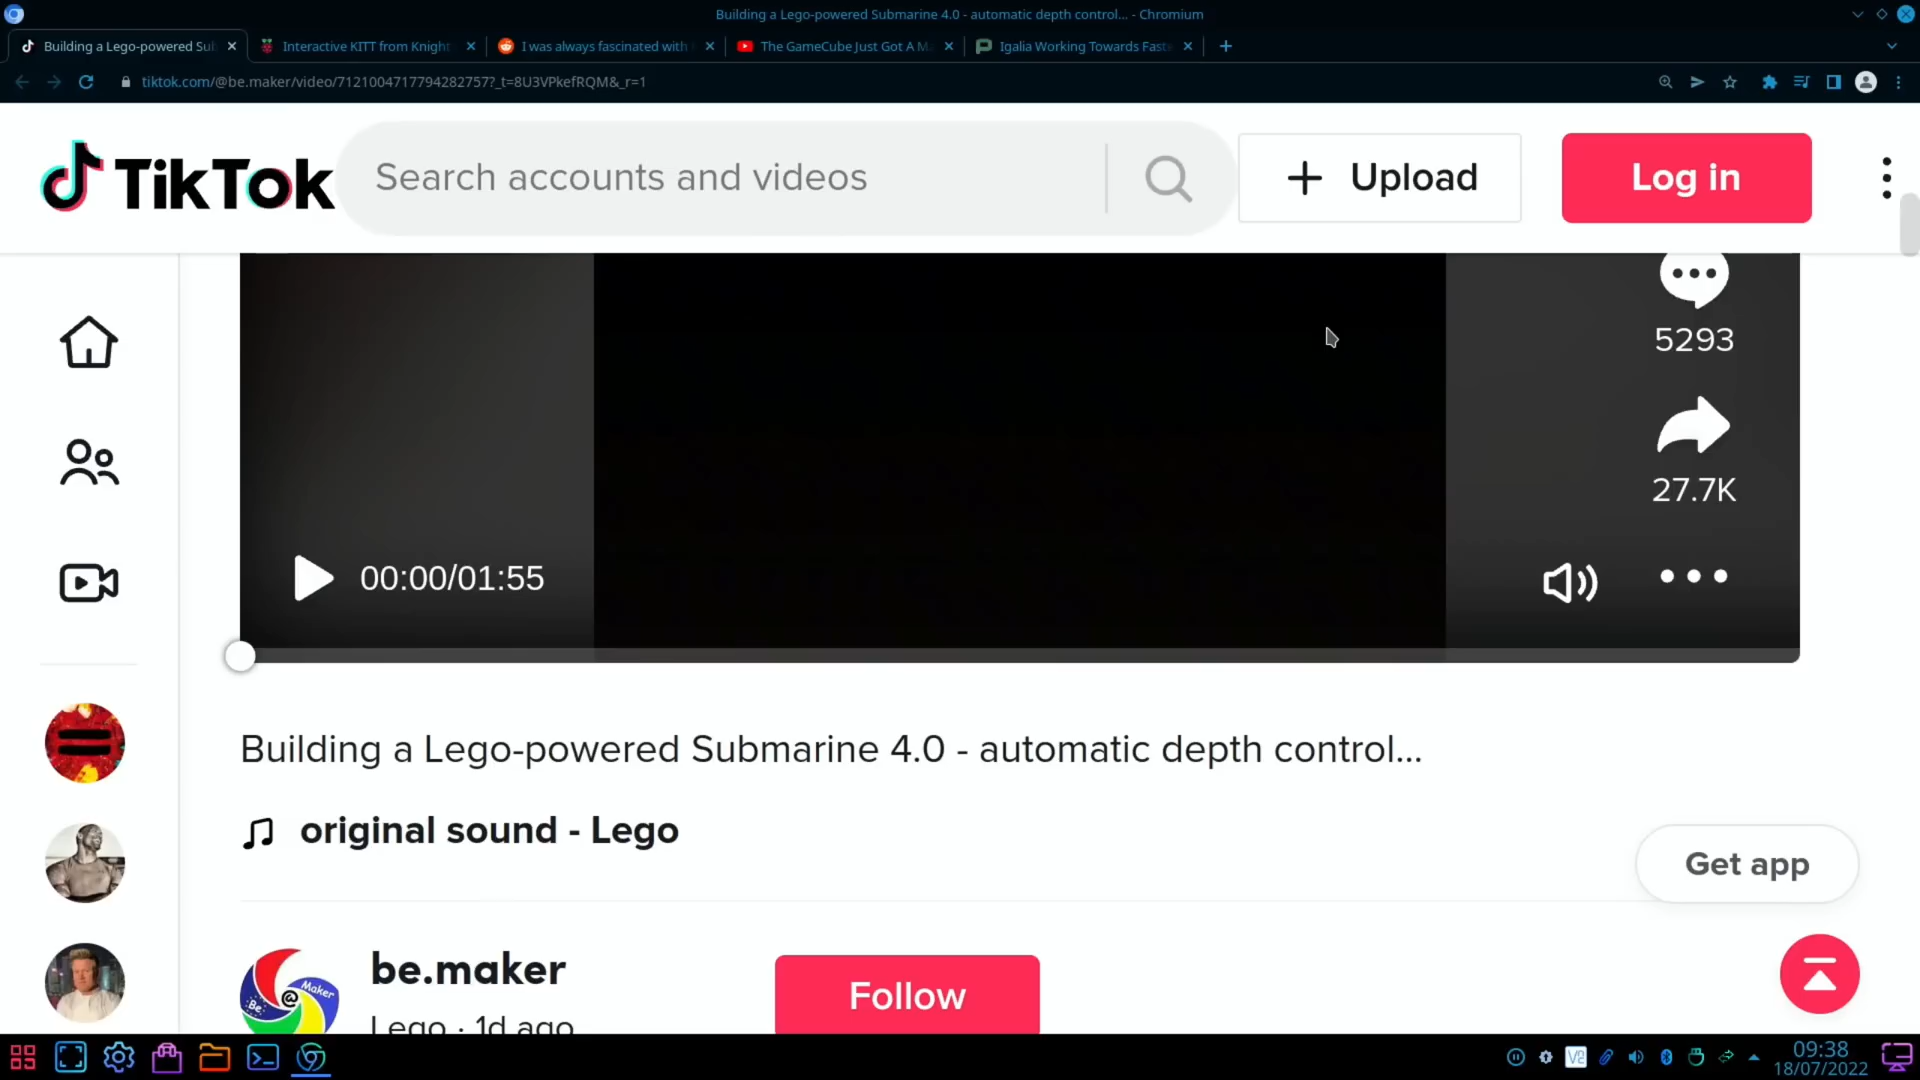 Building a Lego-powered Submarine 4.0 - automatic depth control... - Chromium
Building a Lego-powered Su
Interactive KITT from Knight
I was always fascinated with
The GameCube Just Got A M
Igalia Working Towards Fast
tiktok.com/@be.maker/video/7121004717794282757?_t=8U3VPkefRQM&_r=1
TikTok
Search accounts and videos
Upload
Log in
5293
27.7K
00:00/01:55
Building a Lego-powered Submarine 4.0 - automatic depth control...
original sound - Lego
Get app
Be
@
Maker
be.maker
Lego · 1d ago
Follow
V2
09:38
18/07/2022